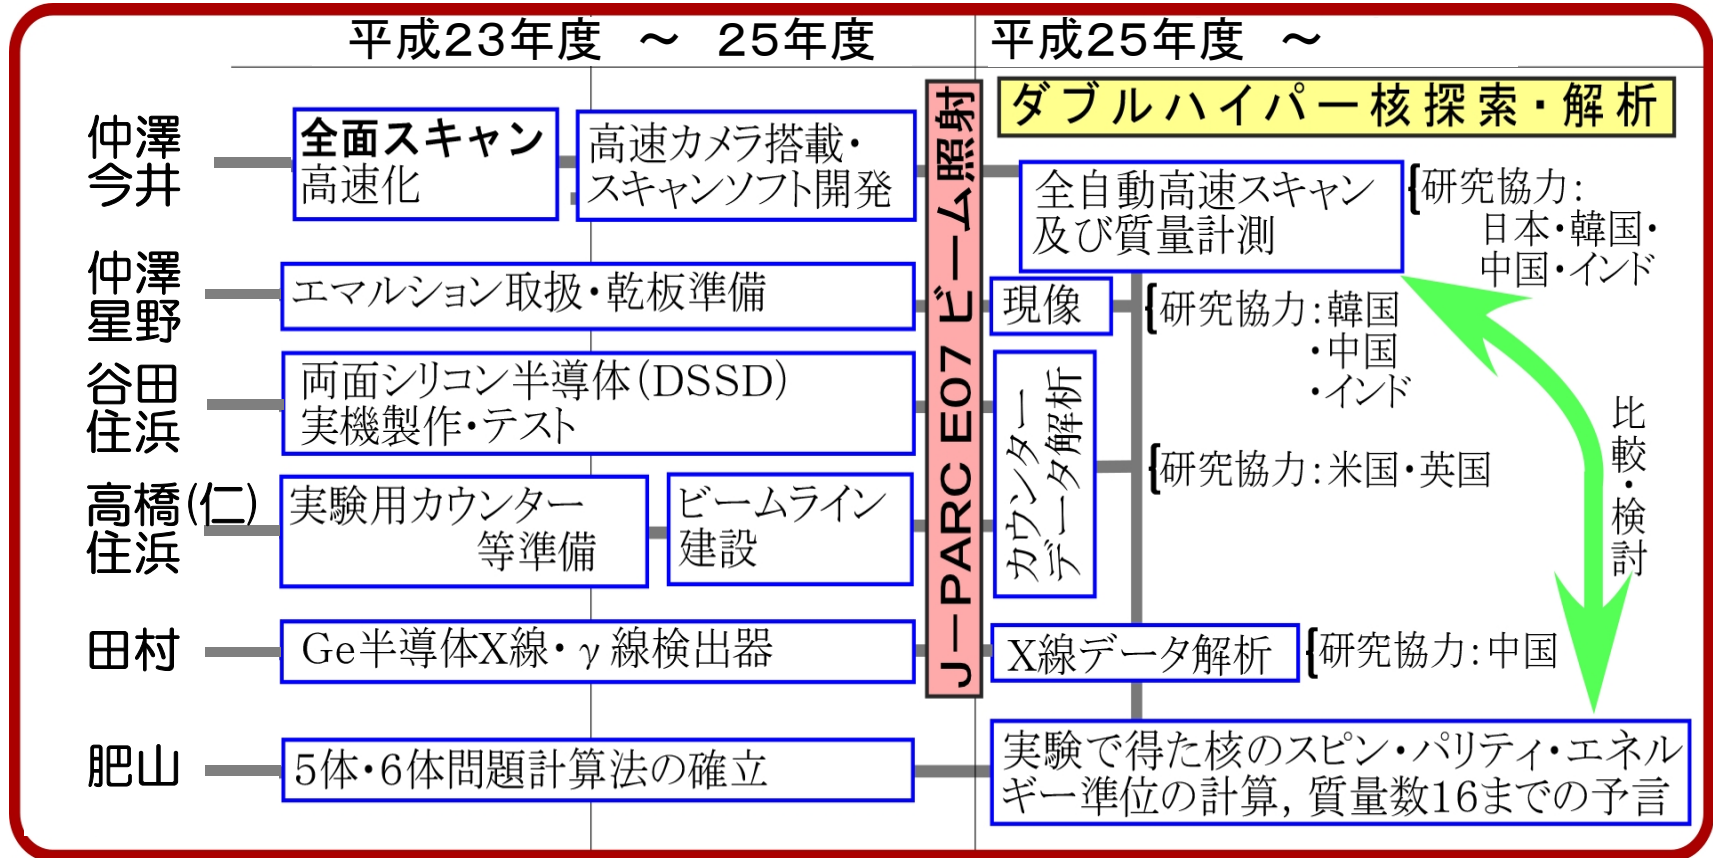 平成23年度 ～ 25年度
平成25年度 ～
ダブルハイパー核探索・解析
J－PARC E07 ビーム照射
仲澤
今井
全面スキャン
高速化
高速カメラ搭載・
スキャンソフト開発
全自動高速スキャン
及び質量計測
{研究協力:
日本・韓国・
中国・インド
仲澤
星野
エマルション取扱・乾板準備
現像
{研究協力:韓国
・中国
・インド
谷田
住浜
両面シリコン半導体(DSSD)
実機製作・テスト
カウンター
データ解析
{研究協力:米国・英国
比較・検討
高橋(仁)
住浜
実験用カウンター
等準備
ビームライン
建設
田村
Ge半導体X線・γ線検出器
X線データ解析
{研究協力:中国
肥山
5体・6体問題計算法の確立
実験で得た核のスピン・パリティ・エネル
ギー準位の計算, 質量数16までの予言